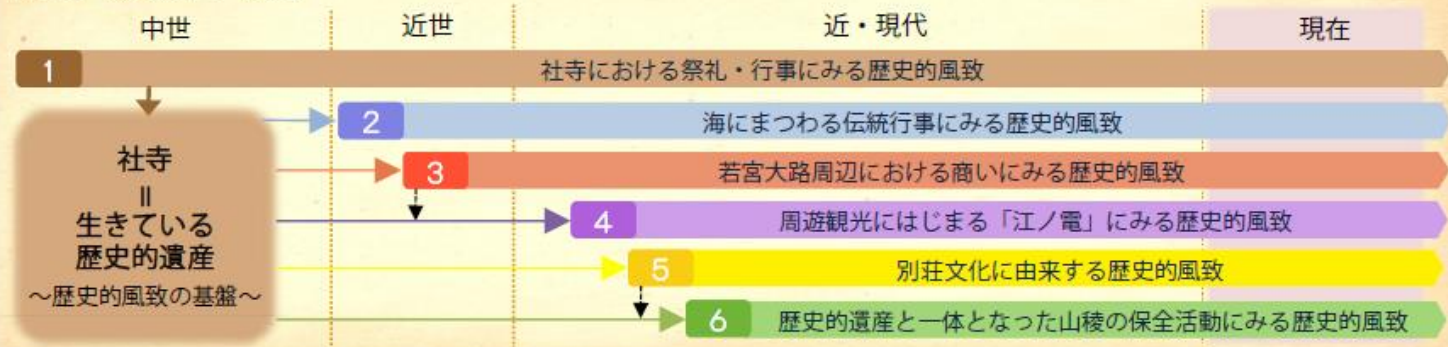 中世
近世
近・現代
現在
1
社寺における祭礼・行事にみる歴史的風致
2
海にまつわる伝統行事にみる歴史的風致
社寺
＝
生きている
歴史的遺産
～歴史的風致の基盤～
3
若宮大路周辺における商いにみる歴史的風致
4
周遊観光にはじまる「江ノ電」にみる歴史的風致
5
別荘文化に由来する歴史的風致
6
歴史的遺産と一体となった山稜の保全活動にみる歴史的風致